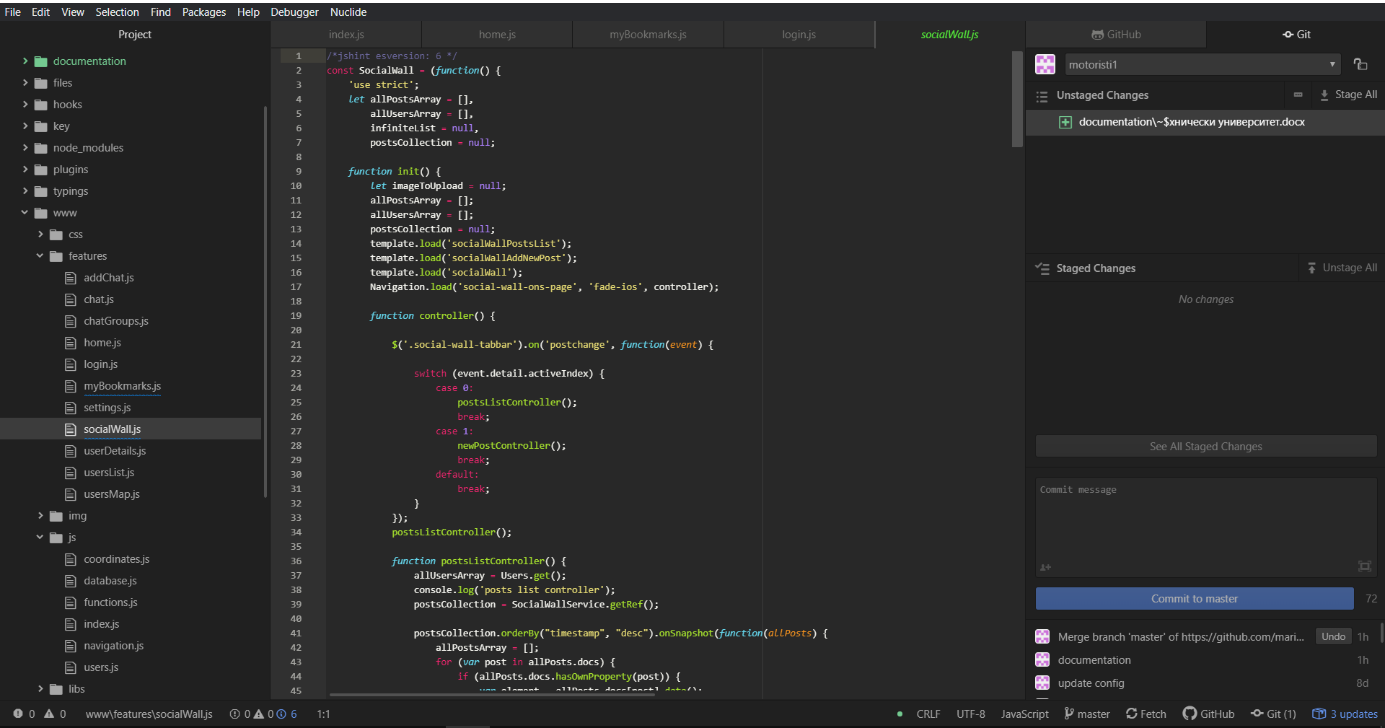 File Edit View Selection Find Packages Help Debugger Nuclide
Project
documentation
files
hooks
key
node_modules
plugins
typings
www
css
features
addChat.js
chat.js
chatGroups.js
home.js
login.js
myBookmarks.js
settings.js
socialWall.js
userDetails.js
usersList.js
usersMap.js
img
js
coordinates.js
database.js
functions.js
index.js
navigation.js
users.js
libs
index.js home.js myBookmarks.js login.js socialWall.js
1 /*jshint esversion: 6 */
2 const SocialWall = (function() {
3 'use strict';
4 let allPostsArray = [],
5 allUsersArray = [],
6 infiniteList = null,
7 postsCollection = null;
8
9 function init() {
10 let imageToUpload = null;
11 allPostsArray = [];
12 allUsersArray = [];
13 postsCollection = null;
14 template.load('socialWallPostsList');
15 template.load('socialWallAddNewPost');
16 template.load('socialWall');
17 Navigation.load('social-wall-ons-page', 'fade-ios', controller);
18
19 function controller() {
20
21 $('.social-wall-tabbar').on('postchange', function(event) {
22
23 switch (event.detail.activeIndex) {
24 case 0:
25 postsListController();
26 break;
27 case 1:
28 newPostController();
29 break;
30 default:
31 break;
32 }
33 });
34 postsListController();
35
36 function postsListController() {
37 allUsersArray = Users.get();
38 console.log('posts list controller');
39 postsCollection = SocialWallService.getRef();
40
41 postsCollection.orderBy("timestamp", "desc").onSnapshot(function(allPosts) {
42 allPostsArray = [];
43 for (var post in allPosts.docs) {
44 if (allPosts.docs.hasOwnProperty(post)) {
45 var element = allPosts.docs[post].data();
GitHub Git
motoristi1
Unstaged Changes Stage All
documentation\~$хнически университет.docx
Staged Changes Unstage All
No changes
See All Staged Changes
Commit message
Commit to master 72
Merge branch 'master' of https://github.com/mari... Undo 1h
documentation 1h
update config 8d
0 0 www\features\socialWall.js 0 0 6 1:1 CRLF UTF-8 JavaScript master Fetch GitHub Git (1) 3 updates